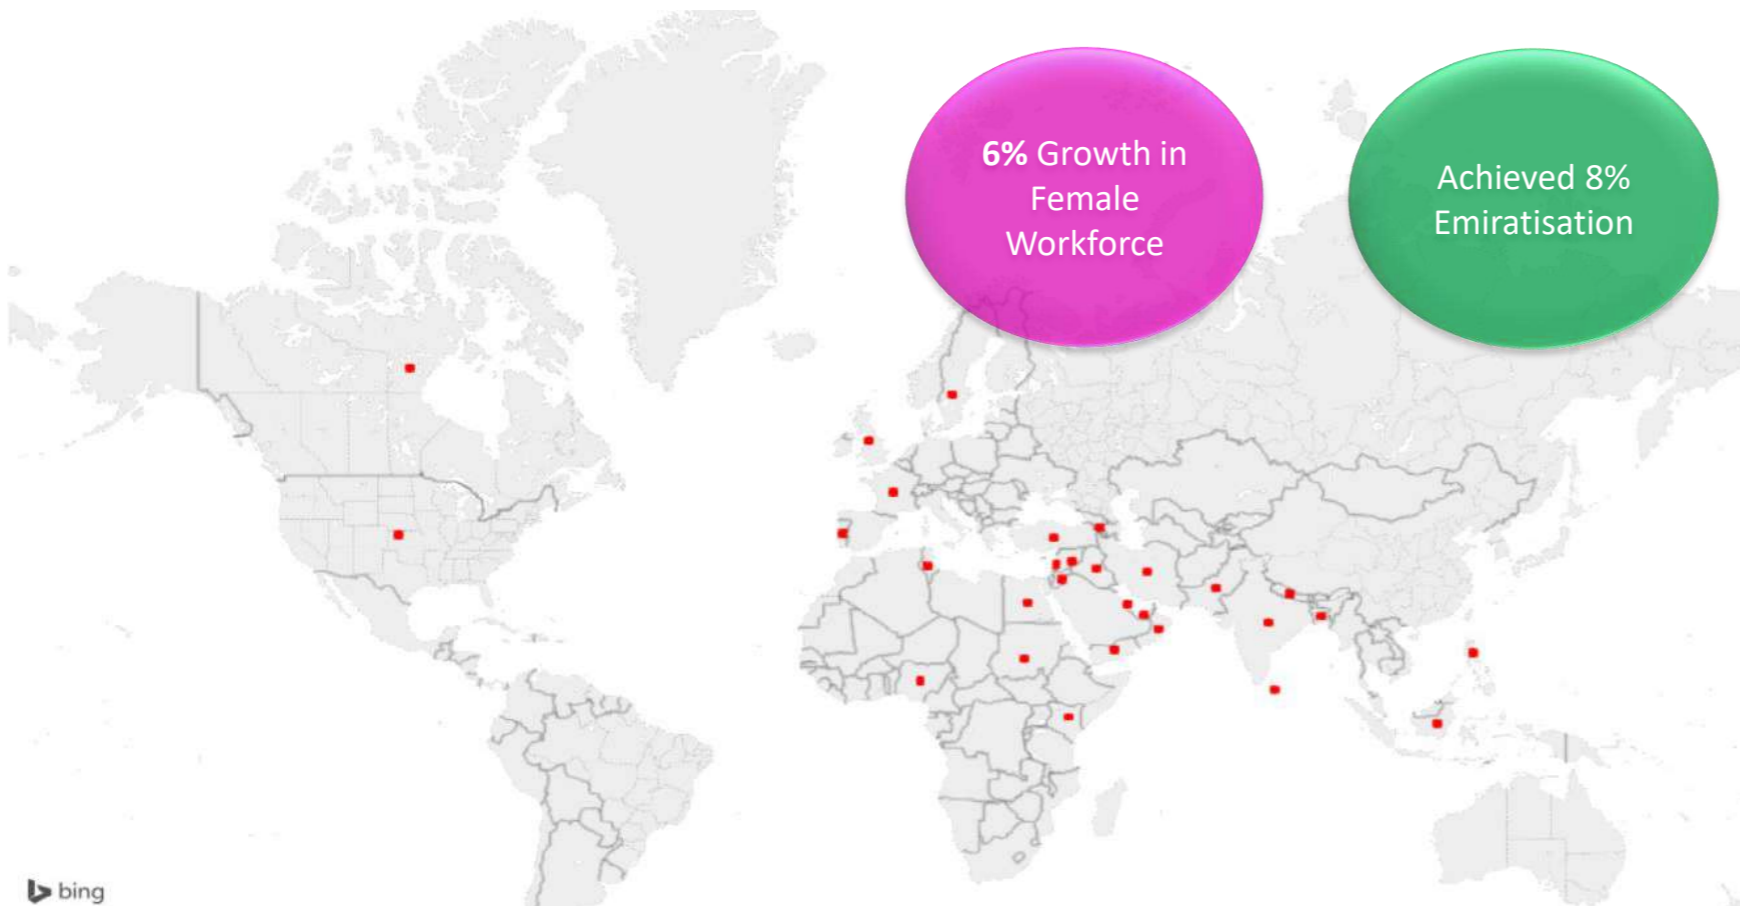 6% Growth in
Female
Workforce
Achieved 8%
Emiratisation
bing